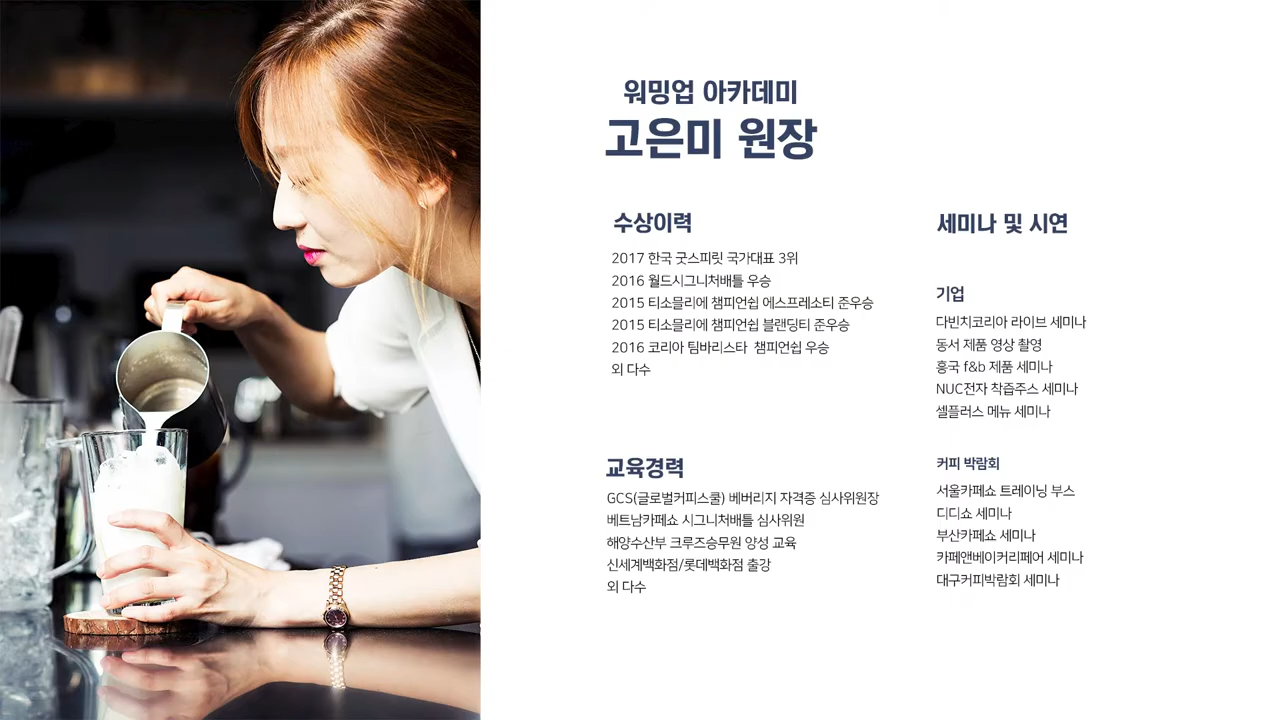 워밍업 아카데미
고은미 원장
수상이력
2017 한국 굿스피릿 국가대표 3위
2016 월드시그니처배틀 우승
2015 티소믈리에 챔피언쉽 에스프레소티 준우승
2015 티소믈리에 챔피언쉽 블랜딩티 준우승
2016 코리아 팀바리스타 챔피언쉽 우승
외 다수
교육경력
GCS(글로벌커피스쿨) 베버리지 자격증 심사위원장
베트남카페쇼 시그니처배틀 심사위원
해양수산부 크루즈승무원 양성 교육
신세계백화점/롯데백화점 출강
외 다수
세미나 및 시연
기업
다빈치코리아 라이브 세미나
동서 제품 영상 촬영
흥국 f&b 제품 세미나
NUC전자 착즙주스 세미나
셀플러스 메뉴 세미나
커피 박람회
서울카페쇼 트레이닝 부스
디디쇼 세미나
부산카페쇼 세미나
카페앤베이커리페어 세미나
대구커피박람회 세미나